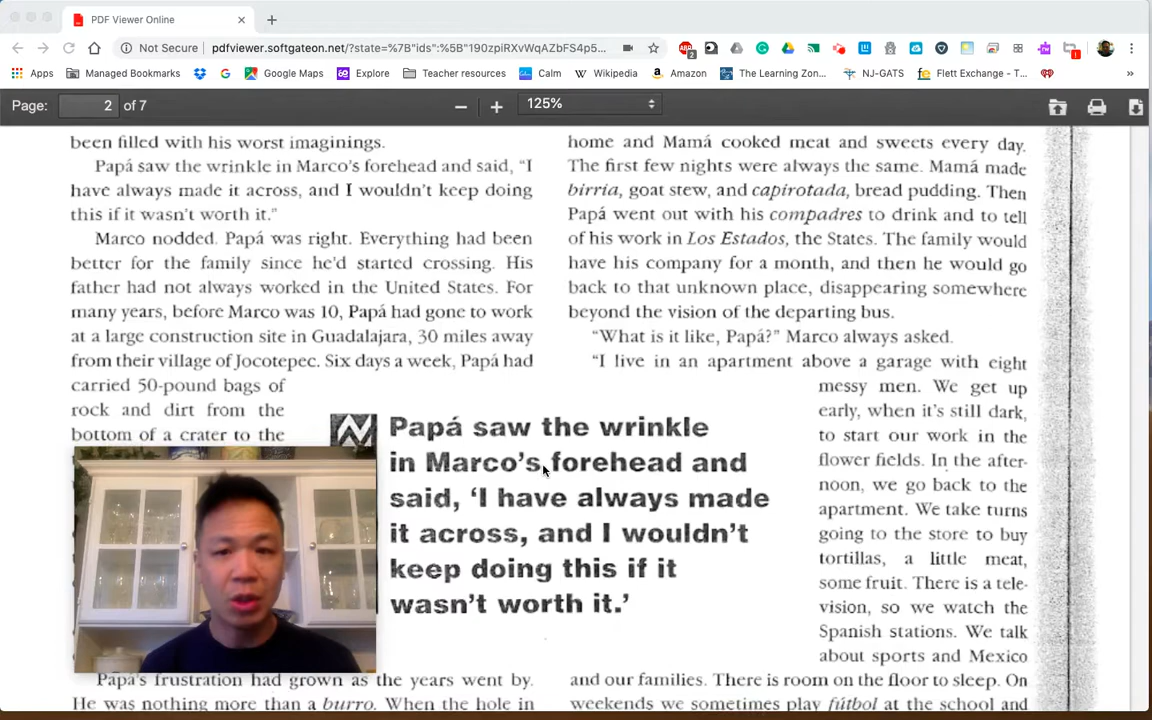 PDF Viewer Online
Not Secure
pdfviewer.softgateon.net/?state=%7B"ids":%5B"190zpiRXvWqAZbFS4p5...
Apps
Managed Bookmarks
Google Maps
Explore
Teacher resources
Calm
Wikipedia
Amazon
The Learning Zon...
NJ-GATS
Flett Exchange - T...
Page:
2
of 7
125%
been filled with his worst imaginings.
Papá saw the wrinkle in Marco's forehead and said, "I
have always made it across, and I wouldn't keep doing
this if it wasn't worth it."
Marco nodded. Papá was right. Everything had been
better for the family since he'd started crossing. His
father had not always worked in the United States. For
many years, before Marco was 10, Papá had gone to work
at a large construction site in Guadalajara, 30 miles away
from their village of Jocotepec. Six days a week, Papá had
carried 50-pound bags of
rock and dirt from the
bottom of a crater to the
Papá saw the wrinkle
in Marco's forehead and
said, 'I have always made
it across, and I wouldn't
keep doing this if it
wasn't worth it.'
Papá's frustration had grown as the years went by.
He was nothing more than a burro. When the hole in
home and Mamá cooked meat and sweets every day.
The first few nights were always the same. Mamá made
birria, goat stew, and capirotada, bread pudding. Then
Papá went out with his compadres to drink and to tell
of his work in Los Estados, the States. The family would
have his company for a month, and then he would go
back to that unknown place, disappearing somewhere
beyond the vision of the departing bus.
"What is it like, Papá?" Marco always asked.
"I live in an apartment above a garage with eight
messy men. We get up
early, when it's still dark,
to start our work in the
flower fields. In the after-
noon, we go back to the
apartment. We take turns
going to the store to buy
tortillas, a little meat,
some fruit. There is a tele-
vision, so we watch the
Spanish stations. We talk
about sports and Mexico
and our families. There is room on the floor to sleep. On
weekends we sometimes play fútbol at the school and